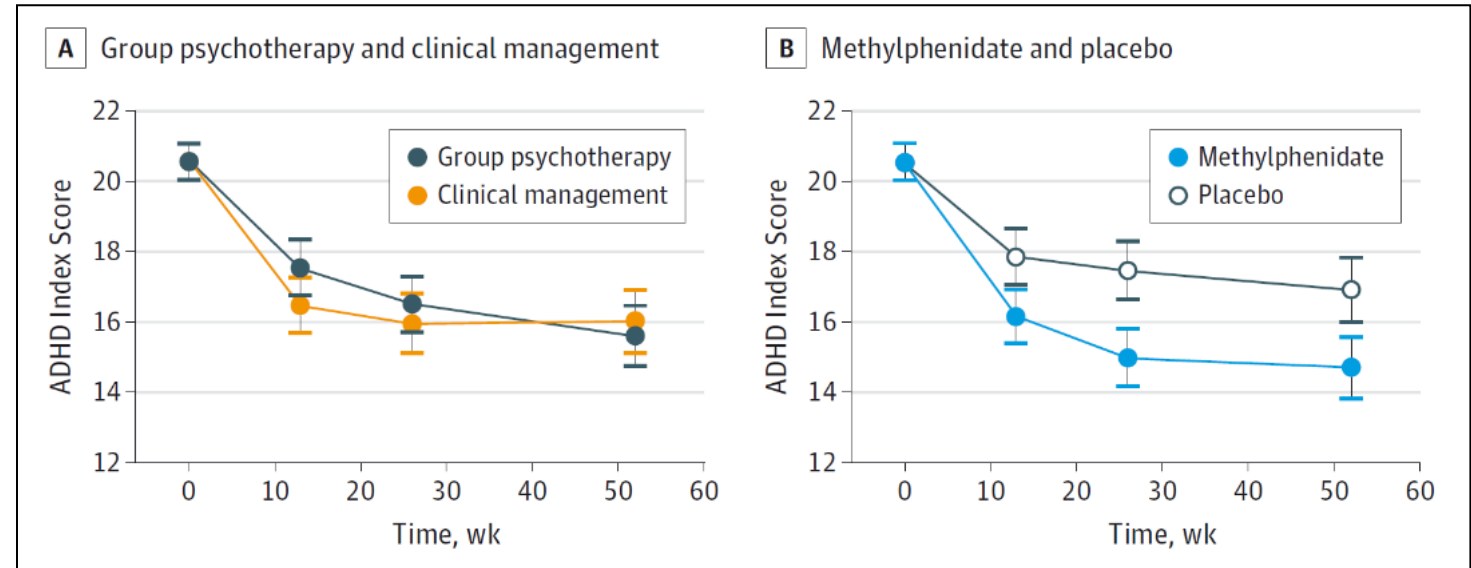 A Group psychotherapy and clinical management
22
20
18
16
14
12
ADHD Index Score
Group psychotherapy
Clinical management
0 10 20 30 40 50 60
Time, wk
B Methylphenidate and placebo
22
20
18
16
14
12
ADHD Index Score
Methylphenidate
Placebo
0 10 20 30 40 50 60
Time, wk